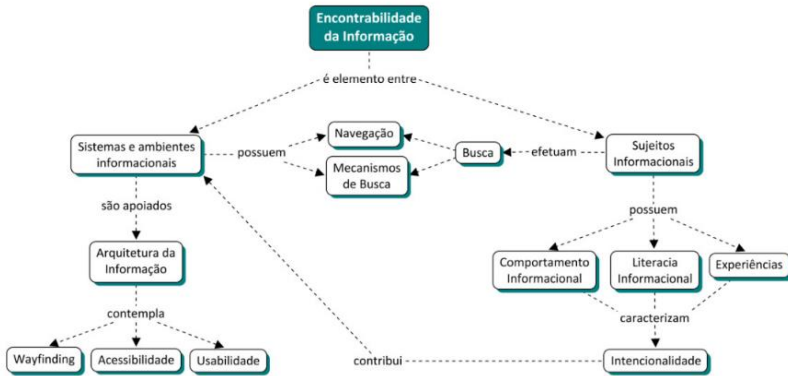 Encontrabilidade
da Informação
é elemento entre
Sistemas e ambientes
informacionais
possuem
Navegação
Mecanismos
de Busca
Busca
efetuam
Sujeitos
Informacionais
são apoiados
possuem
Arquitetura da
Informação
Comportamento
Informacional
Literacia
Informacional
Experiências
contempla
caracterizam
Wayfinding
Acessibilidade
Usabilidade
contribui
Intencionalidade